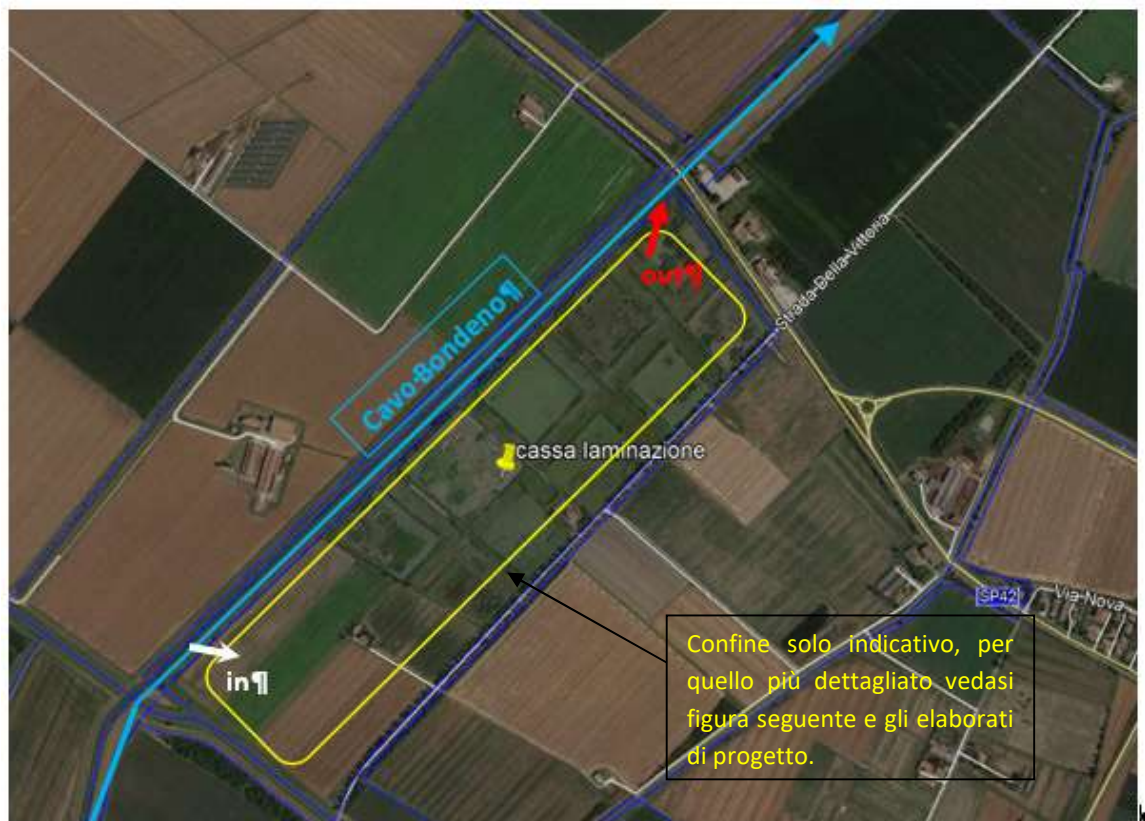 out¶
Strada Della Vittoria
Cavo·Bondeno¶
cassa laminazione
SP42
Via Nova
in¶
Confine solo indicativo, per
quello più dettagliato vedasi
figura seguente e gli elaborati
di progetto.